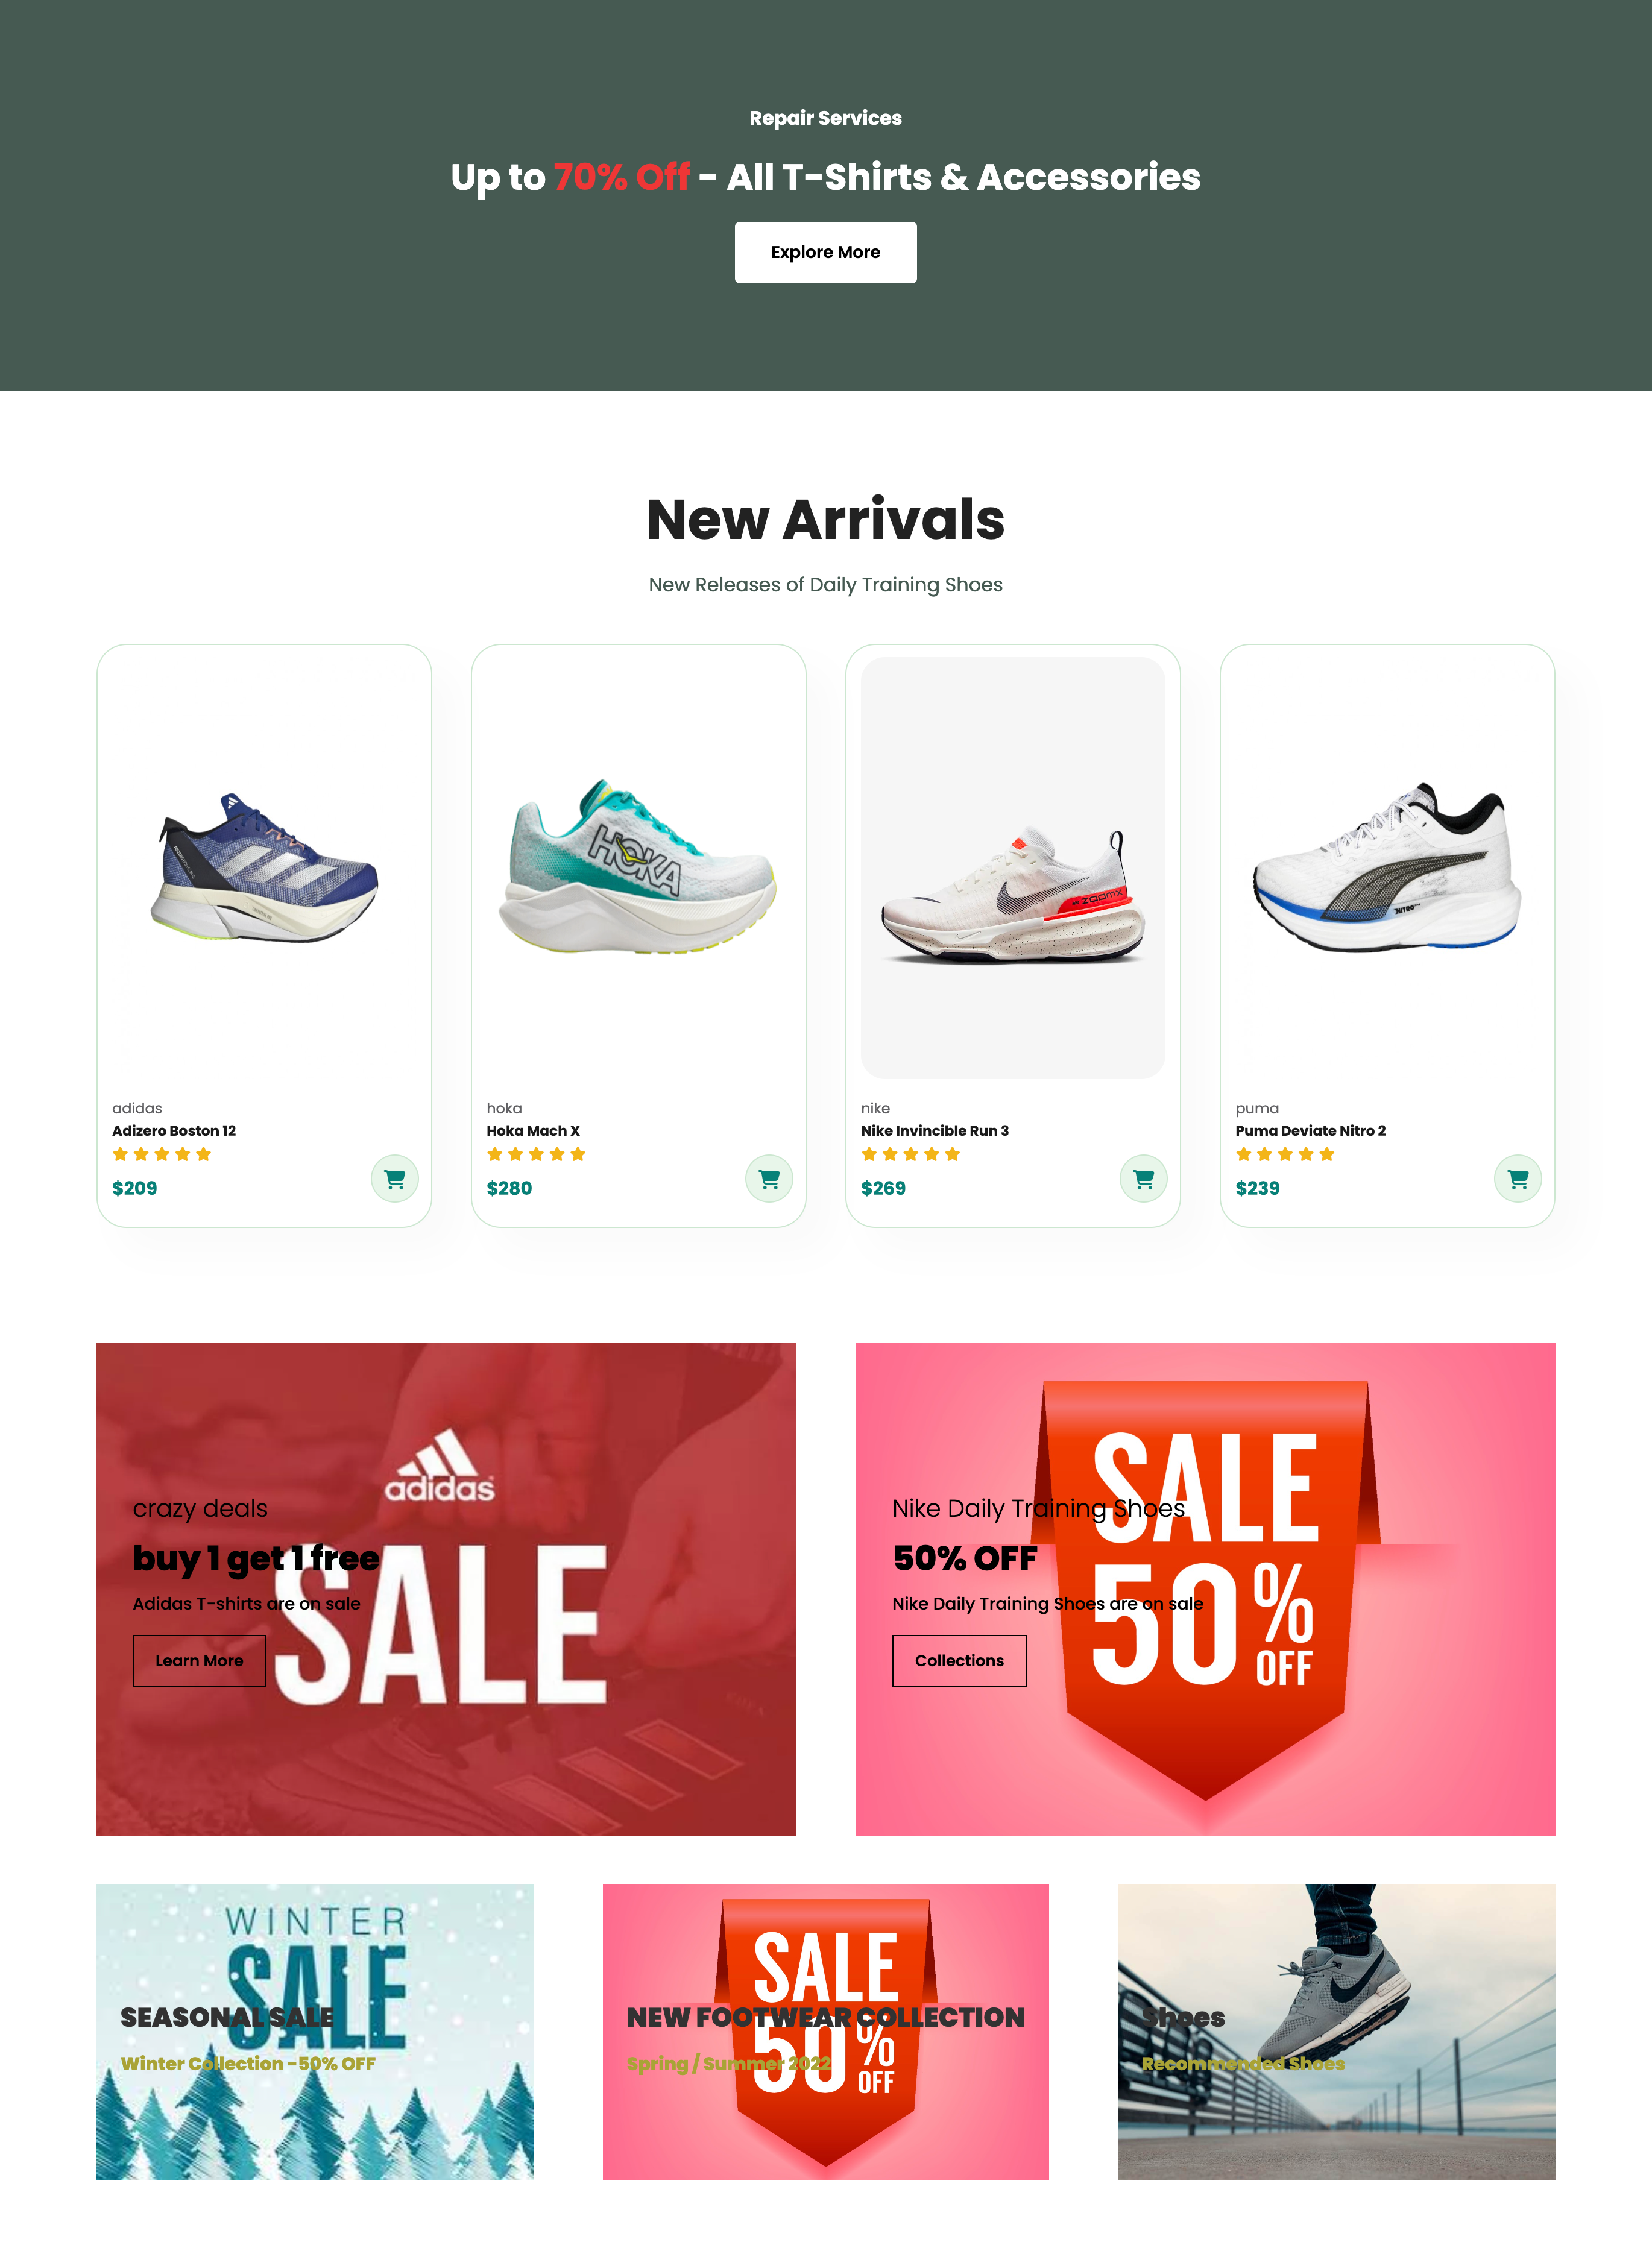 Repair Services
Up to 70% Off - All T-Shirts & Accessories
Explore More
New Arrivals
New Releases of Daily Training Shoes
HOKA
zoomx
NITRO
adidas
Adizero Boston 12
$209
hoka
Hoka Mach X
$280
nike
Nike Invincible Run 3
$269
puma
Puma Deviate Nitro 2
$239
adidas
SALE
crazy deals
buy 1 get 1 free
Adidas T-shirts are on sale
Learn More
SALE
50%
OFF
Nike Daily Training Shoes
50% OFF
Nike Daily Training Shoes are on sale
Collections
WINTER
SALE
SEASONAL SALE
Winter Collection -50% OFF
SALE
50%
OFF
NEW FOOTWEAR COLLECTION
Spring / Summer 2022
Shoes
Recommended Shoes